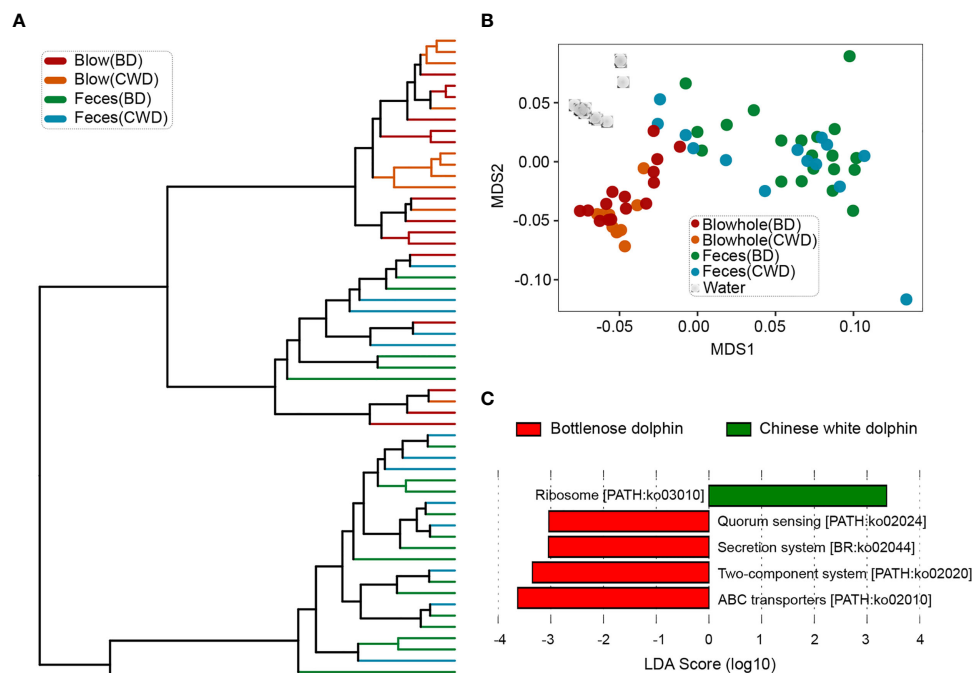 A
Blow(BD)
Blow(CWD)
Feces(BD)
Feces(CWD)
B
0.05
0.00
-0.05
-0.10
MDS2
Blowhole(BD)
Blowhole(CWD)
Feces(BD)
Feces(CWD)
Water
-0.05 0.00 0.05 0.10
MDS1
C
Bottlenose dolphin Chinese white dolphin
Ribosome [PATH:ko03010]
Quorum sensing [PATH:ko02024]
Secretion system [BR:ko02044]
Two-component system [PATH:ko02020]
ABC transporters [PATH:ko02010]
-4 -3 -2 -1 0 1 2 3 4
LDA Score (log10)